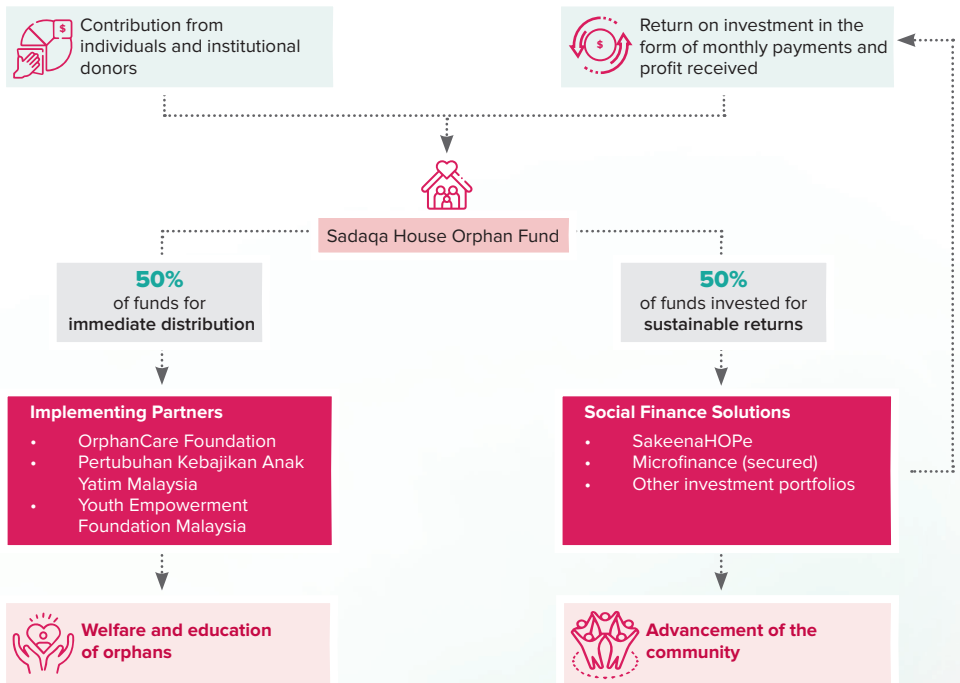 $
Contribution from
individuals and institutional
donors
$
Return on investment in the
form of monthly payments and
profit received
Sadaqa House Orphan Fund
50%
of funds for
immediate distribution
50%
of funds invested for
sustainable returns
Implementing Partners
• OrphanCare Foundation
• Pertubuhan Kebajikan Anak
Yatim Malaysia
• Youth Empowerment
Foundation Malaysia
Social Finance Solutions
• SakeenaHOPe
• Microfinance (secured)
• Other investment portfolios
Welfare and education
of orphans
Advancement of the
community